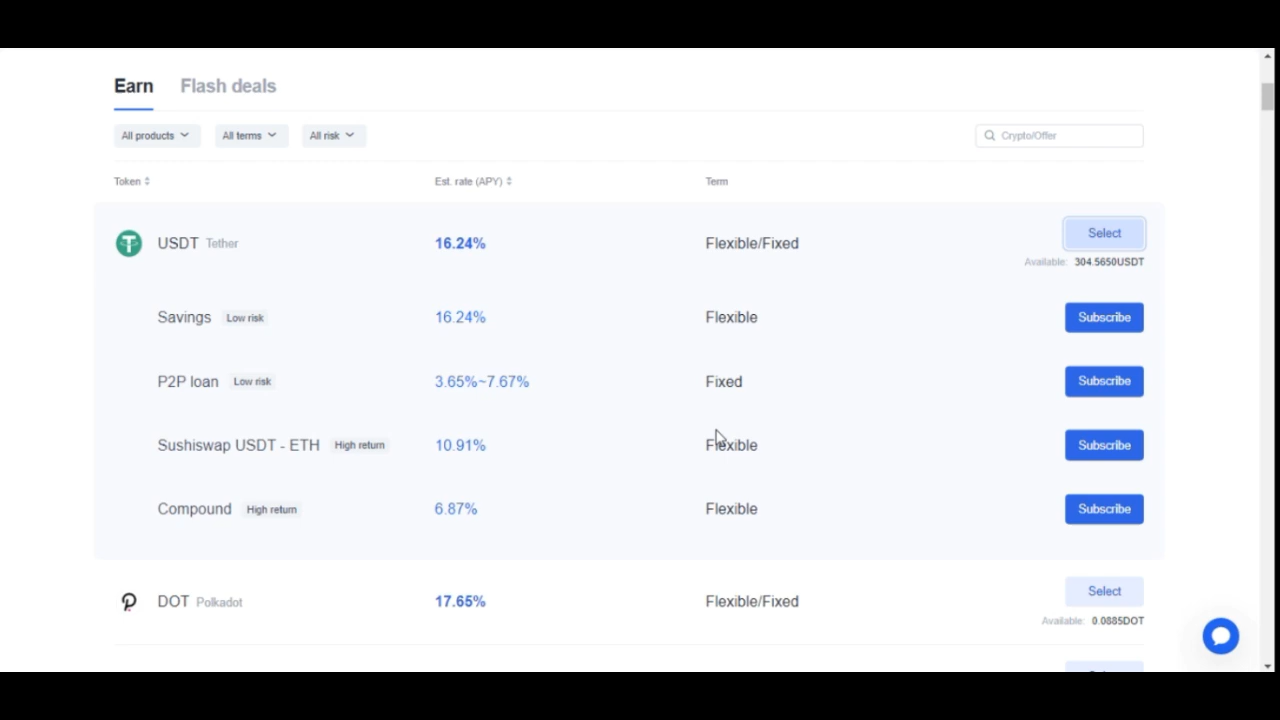 Earn Flash deals
All products All terms All risk Crypto/Offer
Token Est. rate (APY) Term
USDT Tether 16.24% Flexible/Fixed Select
Available: 304.5650USDT
Savings Low risk 16.24% Flexible Subscribe
P2P loan Low risk 3.65%~7.67% Fixed Subscribe
Sushiswap USDT - ETH High return 10.91% Flexible Subscribe
Compound High return 6.87% Flexible Subscribe
DOT Polkadot 17.65% Flexible/Fixed Select
Available: 0.0885DOT